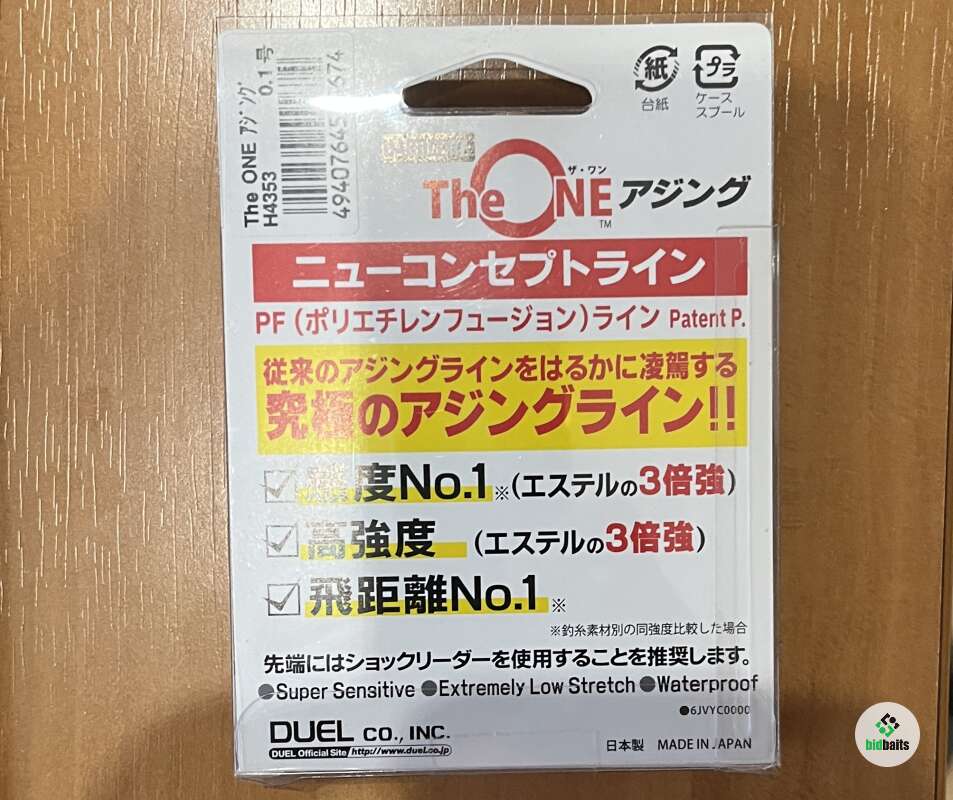 The ONE アジング
0.1号
H4353
紙
台紙
プラ
ケース
スプール
ザ・ワン
The ONE アジング
TM
ニューコンセプトライン
PF (ポリエチレンフュージョン)ライン Patent P.
従来のアジングラインをはるかに凌駕する
究極のアジングライン!!
度No.1※(エステルの3倍強)
高強度 (エステルの3倍強)
飛距離No.1※
※釣糸素材別の同強度比較した場合
先端にはショックリーダーを使用することを推奨します。
●Super Sensitive ●Extremely Low Stretch ●Waterproof
●6JVYC0000
DUEL CO., INC.
DUEL Official Site http://www.duel.co.jp
日本製 MADE IN JAPAN
bidbaits